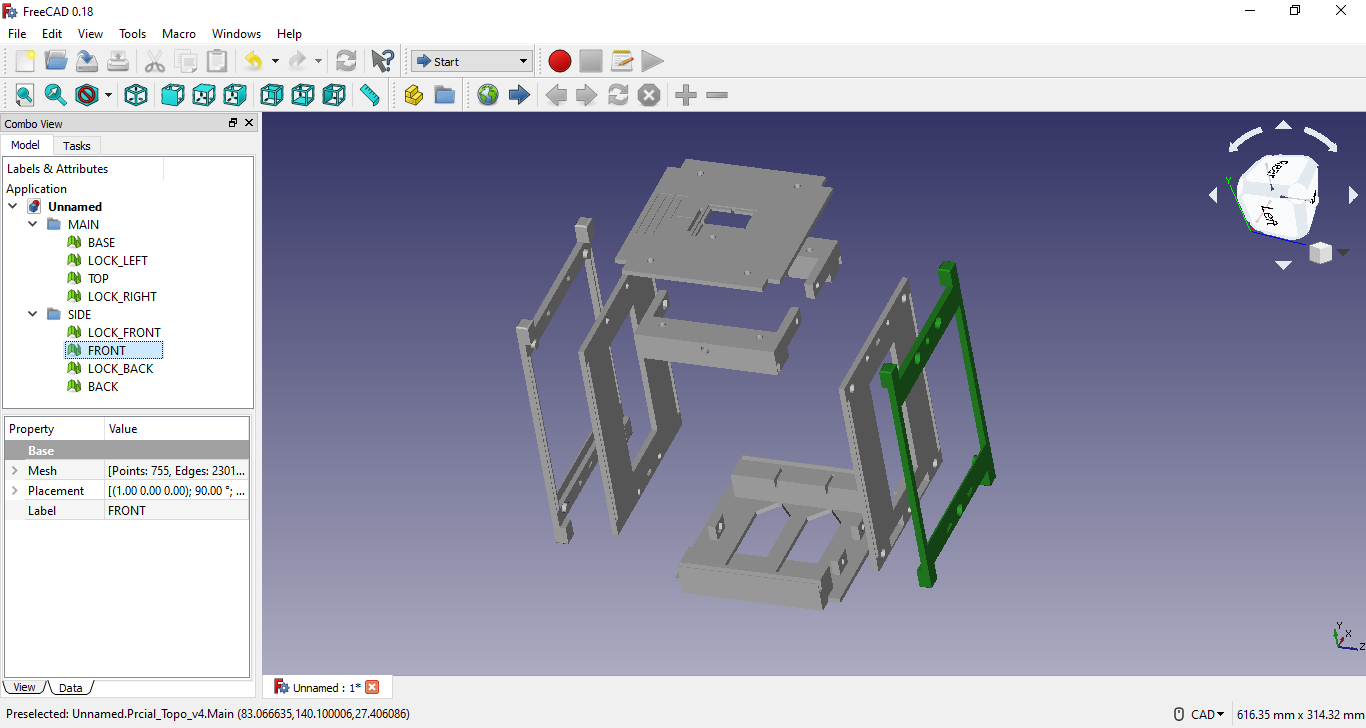 FreeCAD 0.18
File Edit View Tools Macro Windows Help
Start
Combo View
Model Tasks
Labels & Attributes
Application
Unnamed
MAIN
BASE
LOCK_LEFT
TOP
LOCK_RIGHT
SIDE
LOCK_FRONT
FRONT
LOCK_BACK
BACK
Property Value
Base
Mesh [Points: 755, Edges: 2301...
Placement [(1.00 0.00 0.00); 90.00 °; ...
Label FRONT
View Data
Y
Left
Y
X
Z
Unnamed : 1*
Preselected: Unnamed.Prcial_Topo_v4.Main (83.066635,140.100006,27.406086)
CAD
616.35 mm x 314.32 mm